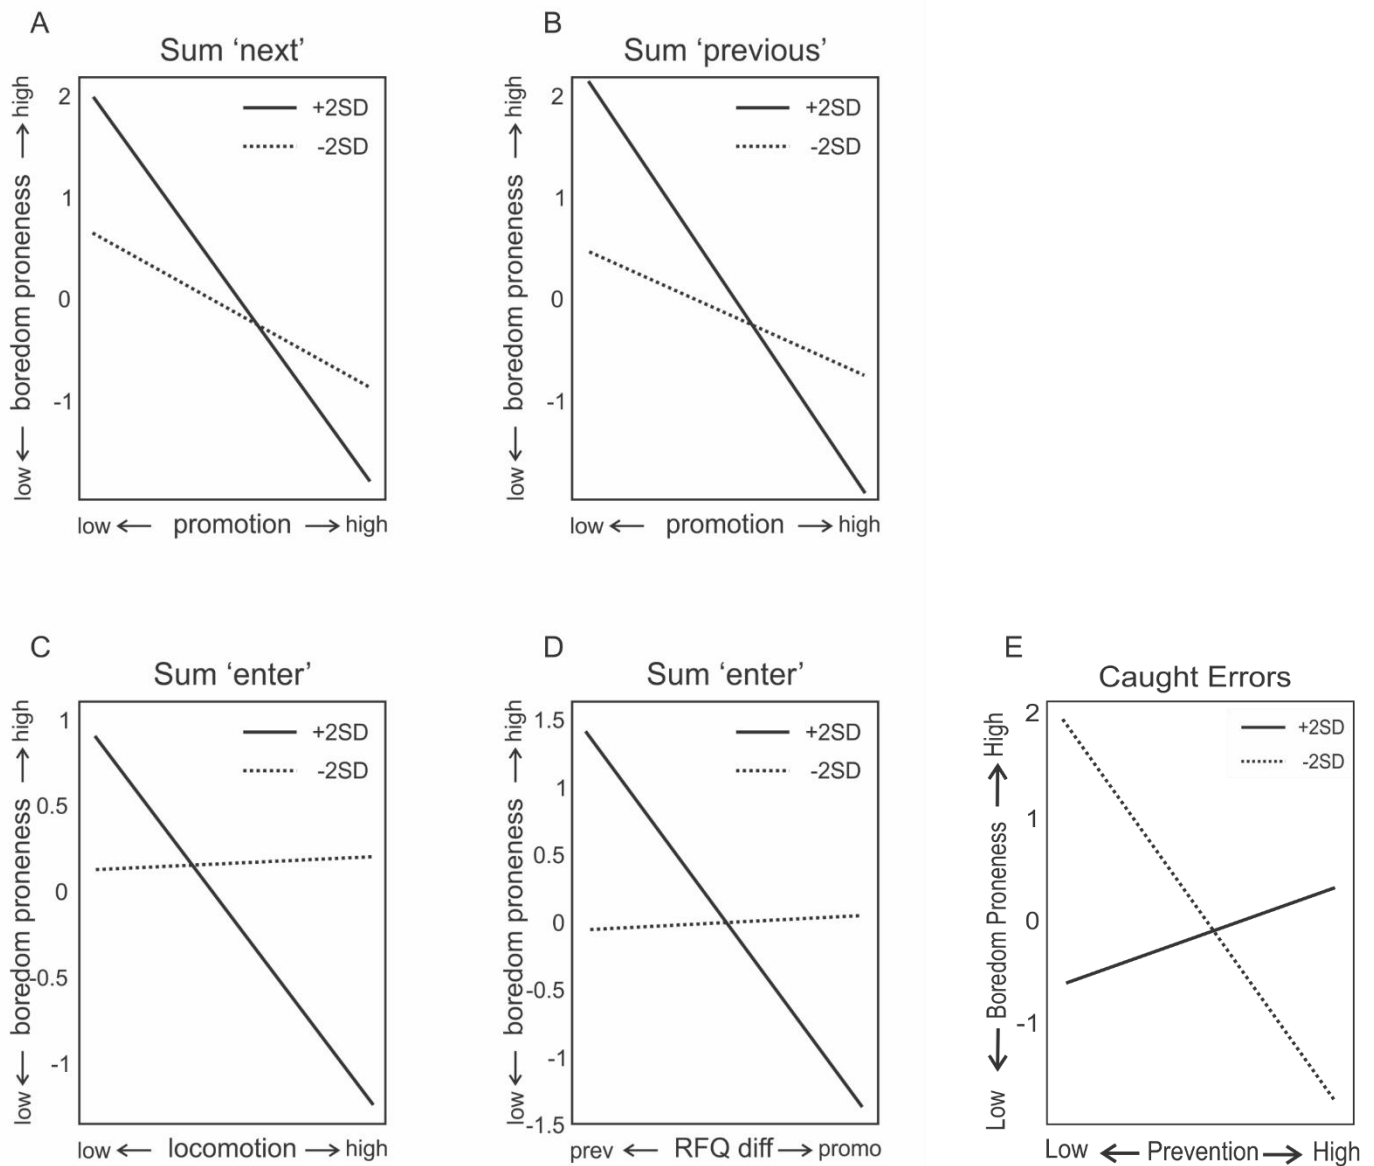 A
Sum ‘next’
high
boredom proneness
low
2
1
0
-1
+2SD
-2SD
low promotion high
B
Sum ‘previous’
high
boredom proneness
low
2
1
0
-1
+2SD
-2SD
low promotion high
C
Sum ‘enter’
high
boredom proneness
low
1
0.5
0
-0.5
-1
+2SD
-2SD
low locomotion high
D
Sum ‘enter’
high
boredom proneness
low
1.5
1
0.5
0
-0.5
-1
-1.5
+2SD
-2SD
prev RFQ diff promo
E
Caught Errors
High
Boredom Proneness
Low
2
1
0
-1
+2SD
-2SD
Low Prevention High